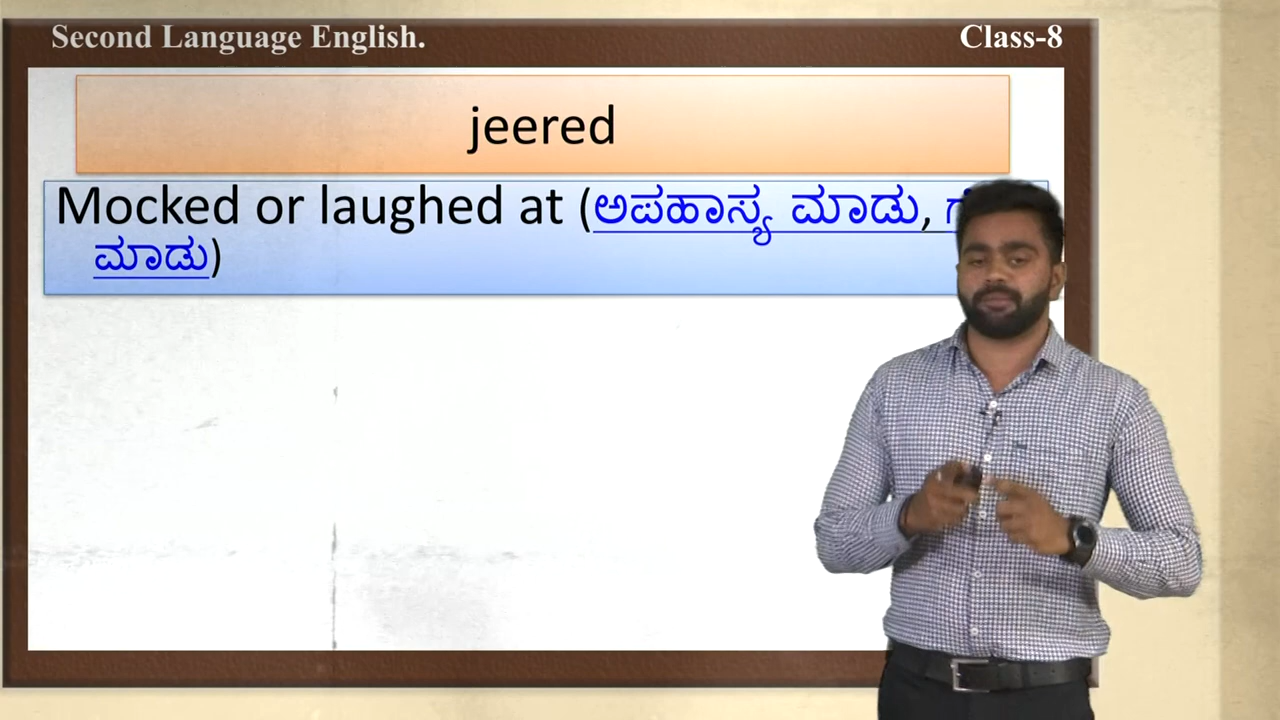 Second Language English.
Class-8
jeered
Mocked or laughed at (ಅಪಹಾಸ್ಯ ಮಾಡು,
ಮಾಡು)